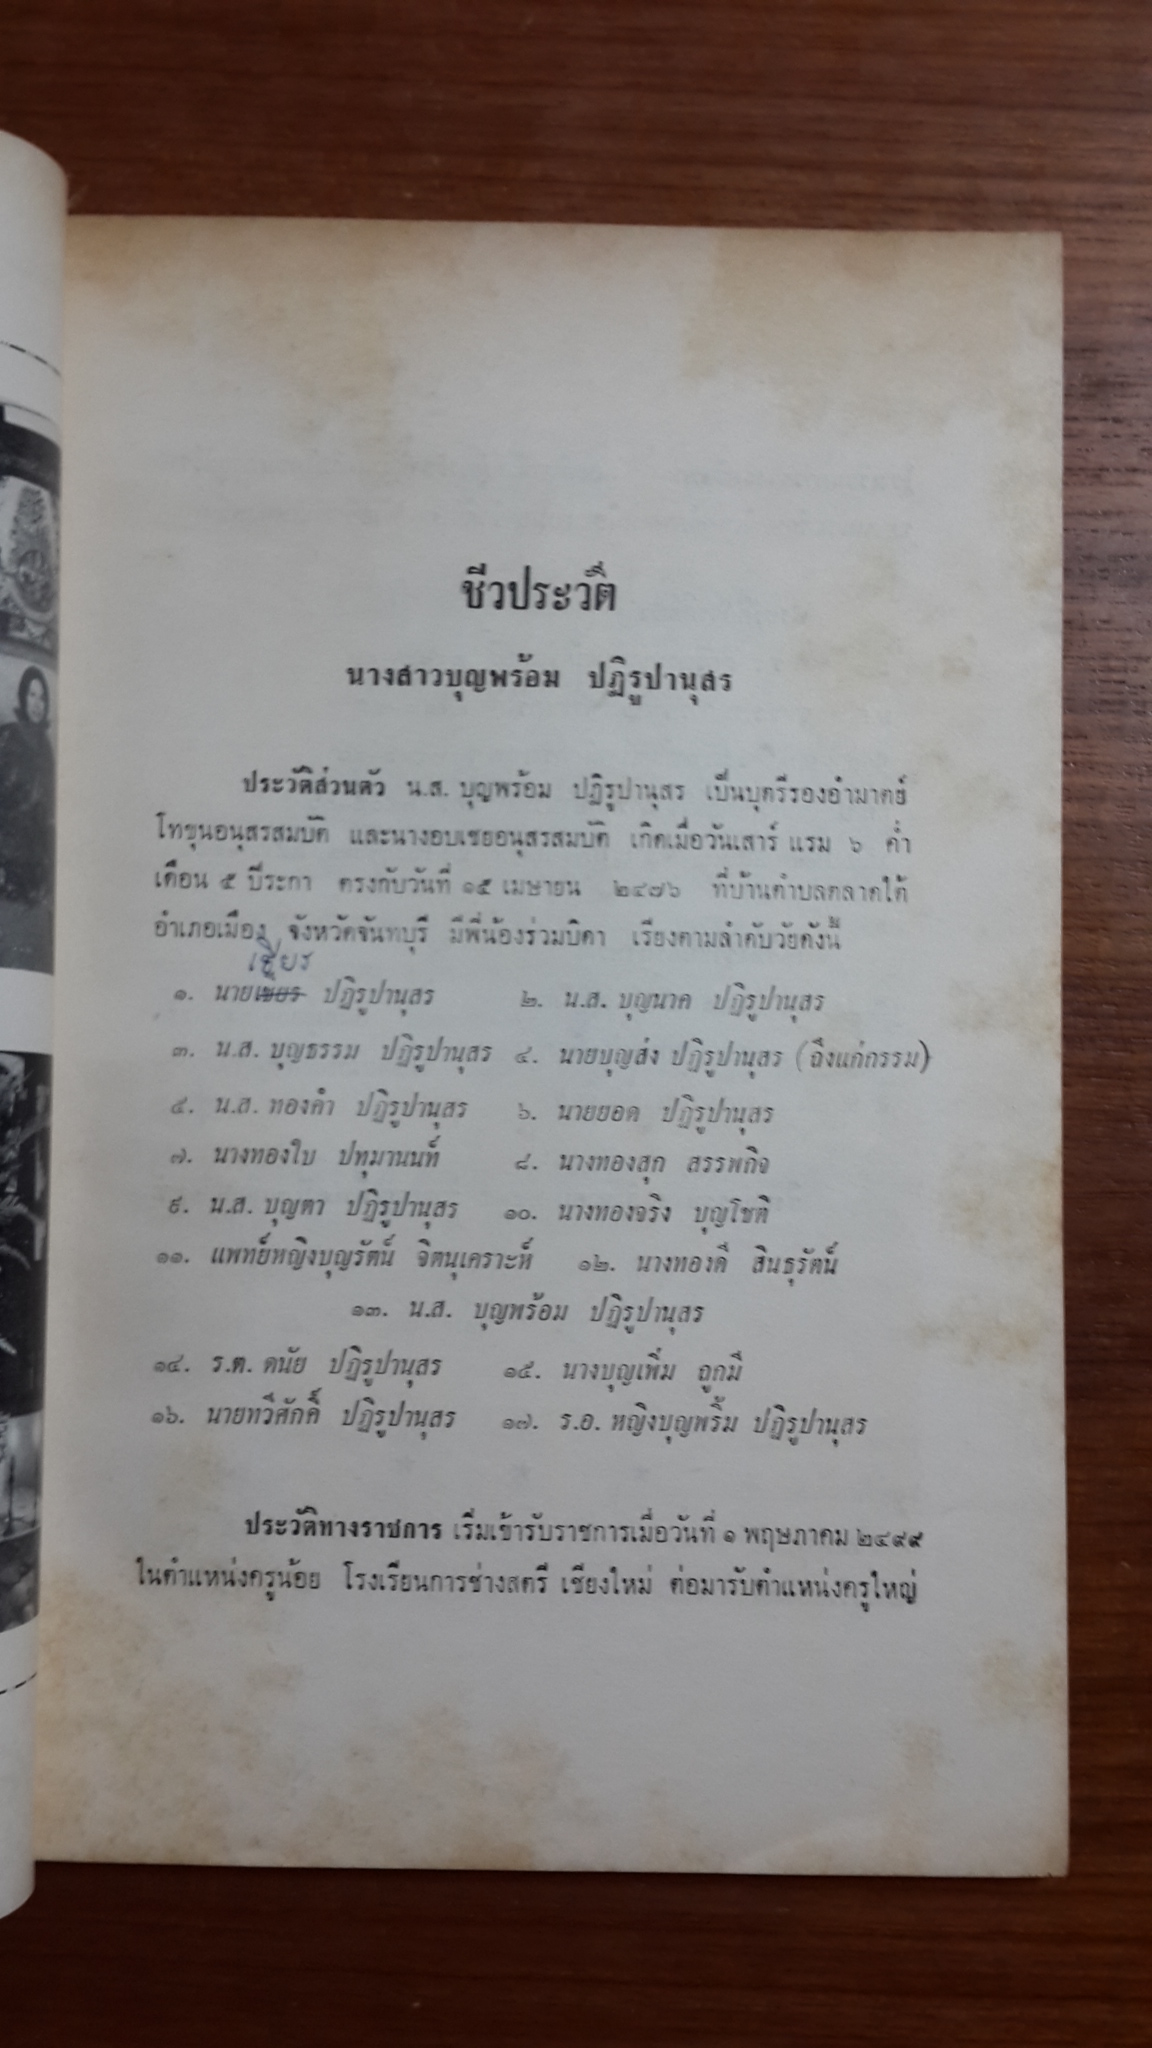 ชีวประวัติ
นางสาวบุญพร้อม ปฏิรูปานุสร
ประวัติส่วนตัว น.ส. บุญพร้อม ปฏิรูปานุสร เป็นบุตรีรองอำมาตย์
โทขุนอนุสรสมบัติ และนางอบเชยอนุสรสมบัติ เกิดเมื่อวันเสาร์ แรม ๖ ค่ำ
เดือน ๕ ปีระกา ตรงกับวันที่ ๑๕ เมษายน ๒๔๗๖ ที่บ้านตำบลตลาดใต้
อำเภอเมือง จังหวัดจันทบุรี มีพี่น้องร่วมบิดา เรียงตามลำดับวัยดังนี้
เชียร
๑. นายเขียร ปฏิรูปานุสร ๒. น.ส. บุญนาค ปฏิรูปานุสร
๓. น.ส. บุญธรรม ปฏิรูปานุสร ๔. นายบุญส่ง ปฏิรูปานุสร (ถึงแก่กรรม)
๕. น.ส. ทองคำ ปฏิรูปานุสร ๖. นายยอด ปฏิรูปานุสร
๗. นางทองใบ ปทุมานนท์ ๘. นางทองสุก สรรพกิจ
๙. น.ส. บุญตา ปฏิรูปานุสร ๑๐. นางทองจริง บุญโชติ
๑๑. แพทย์หญิงบุญรัตน์ จิตนุเคราะห์ ๑๒. นางทองดี สินธุรัตน์
๑๓. น.ส. บุญพร้อม ปฏิรูปานุสร
๑๔. ร.ต. ดนัย ปฏิรูปานุสร ๑๕. นางบุญเพิ่ม ถูกมี
๑๖. นายทวีศักดิ์ ปฏิรูปานุสร ๑๗. ร.อ. หญิงบุญพริ้ม ปฏิรูปานุสร
ประวัติทางราชการ เริ่มเข้ารับราชการเมื่อวันที่ ๑ พฤษภาคม ๒๔๙๙
ในตำแหน่งครูน้อย โรงเรียนการช่างสตรี เชียงใหม่ ต่อมารับตำแหน่งครูใหญ่